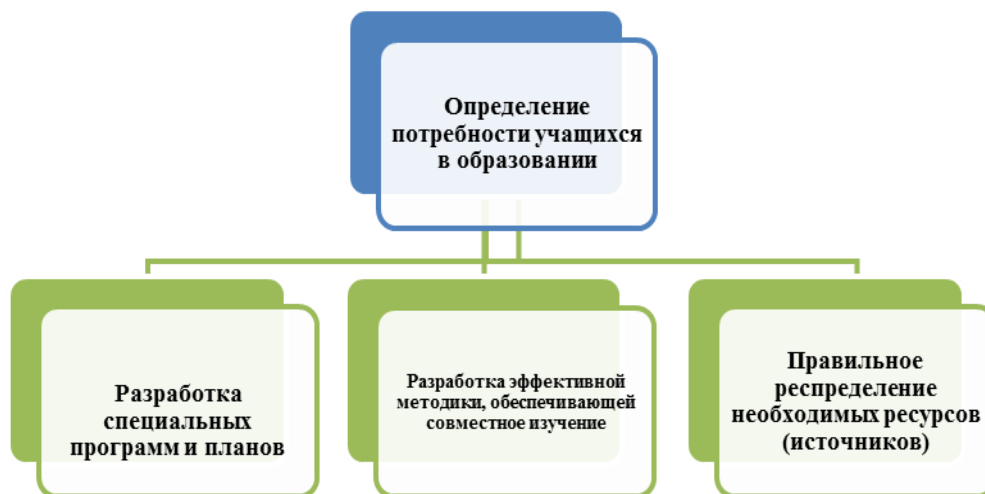 Определение
потребности учащихся
в образовании
Разработка
специальных
программ и планов
Разработка эффективной
методики, обеспечивающей
совместное изучение
Правильное
респределение
необходимых ресурсов
(источников)